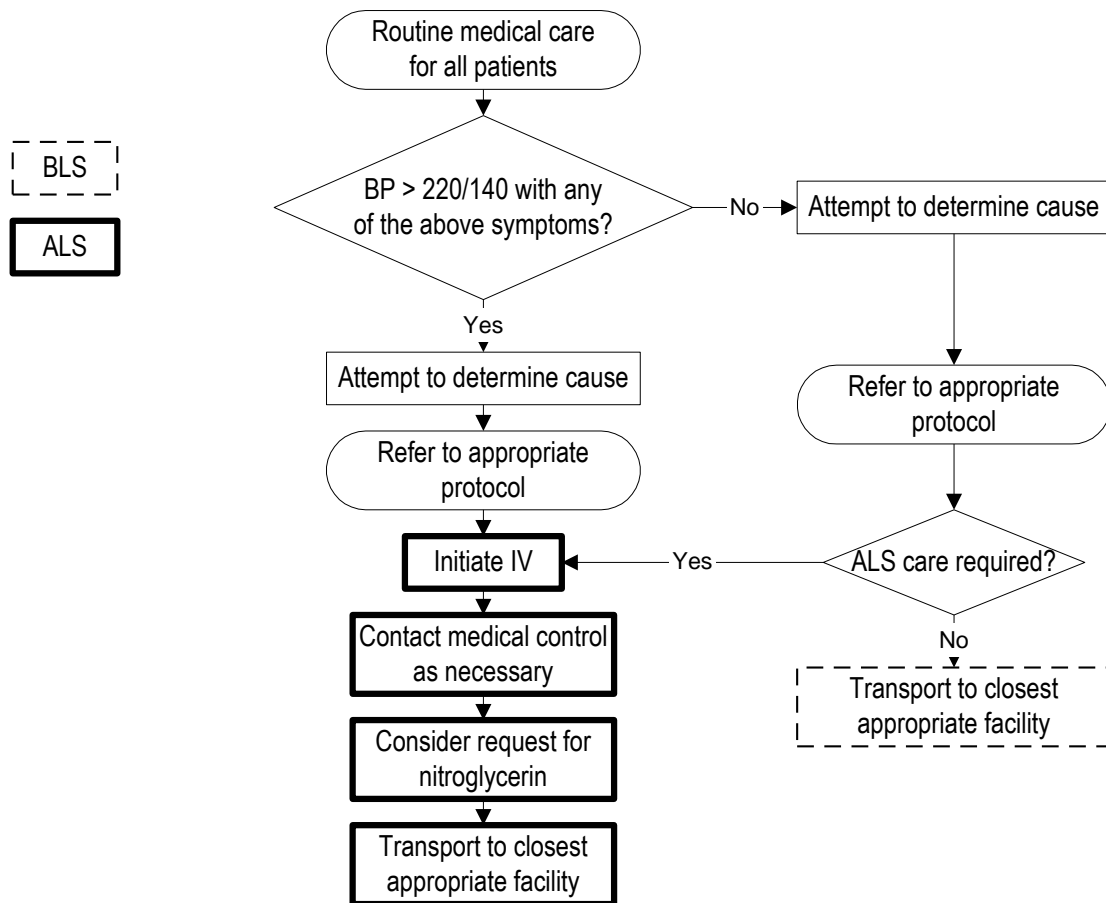 Routine medical care
for all patients
BLS
ALS
BP > 220/140 with any
of the above symptoms?
No
Attempt to determine cause
Yes
Attempt to determine cause
Refer to appropriate
protocol
Refer to appropriate
protocol
Initiate IV
Yes
ALS care required?
Contact medical control
as necessary
No
Transport to closest
appropriate facility
Consider request for
nitroglycerin
Transport to closest
appropriate facility